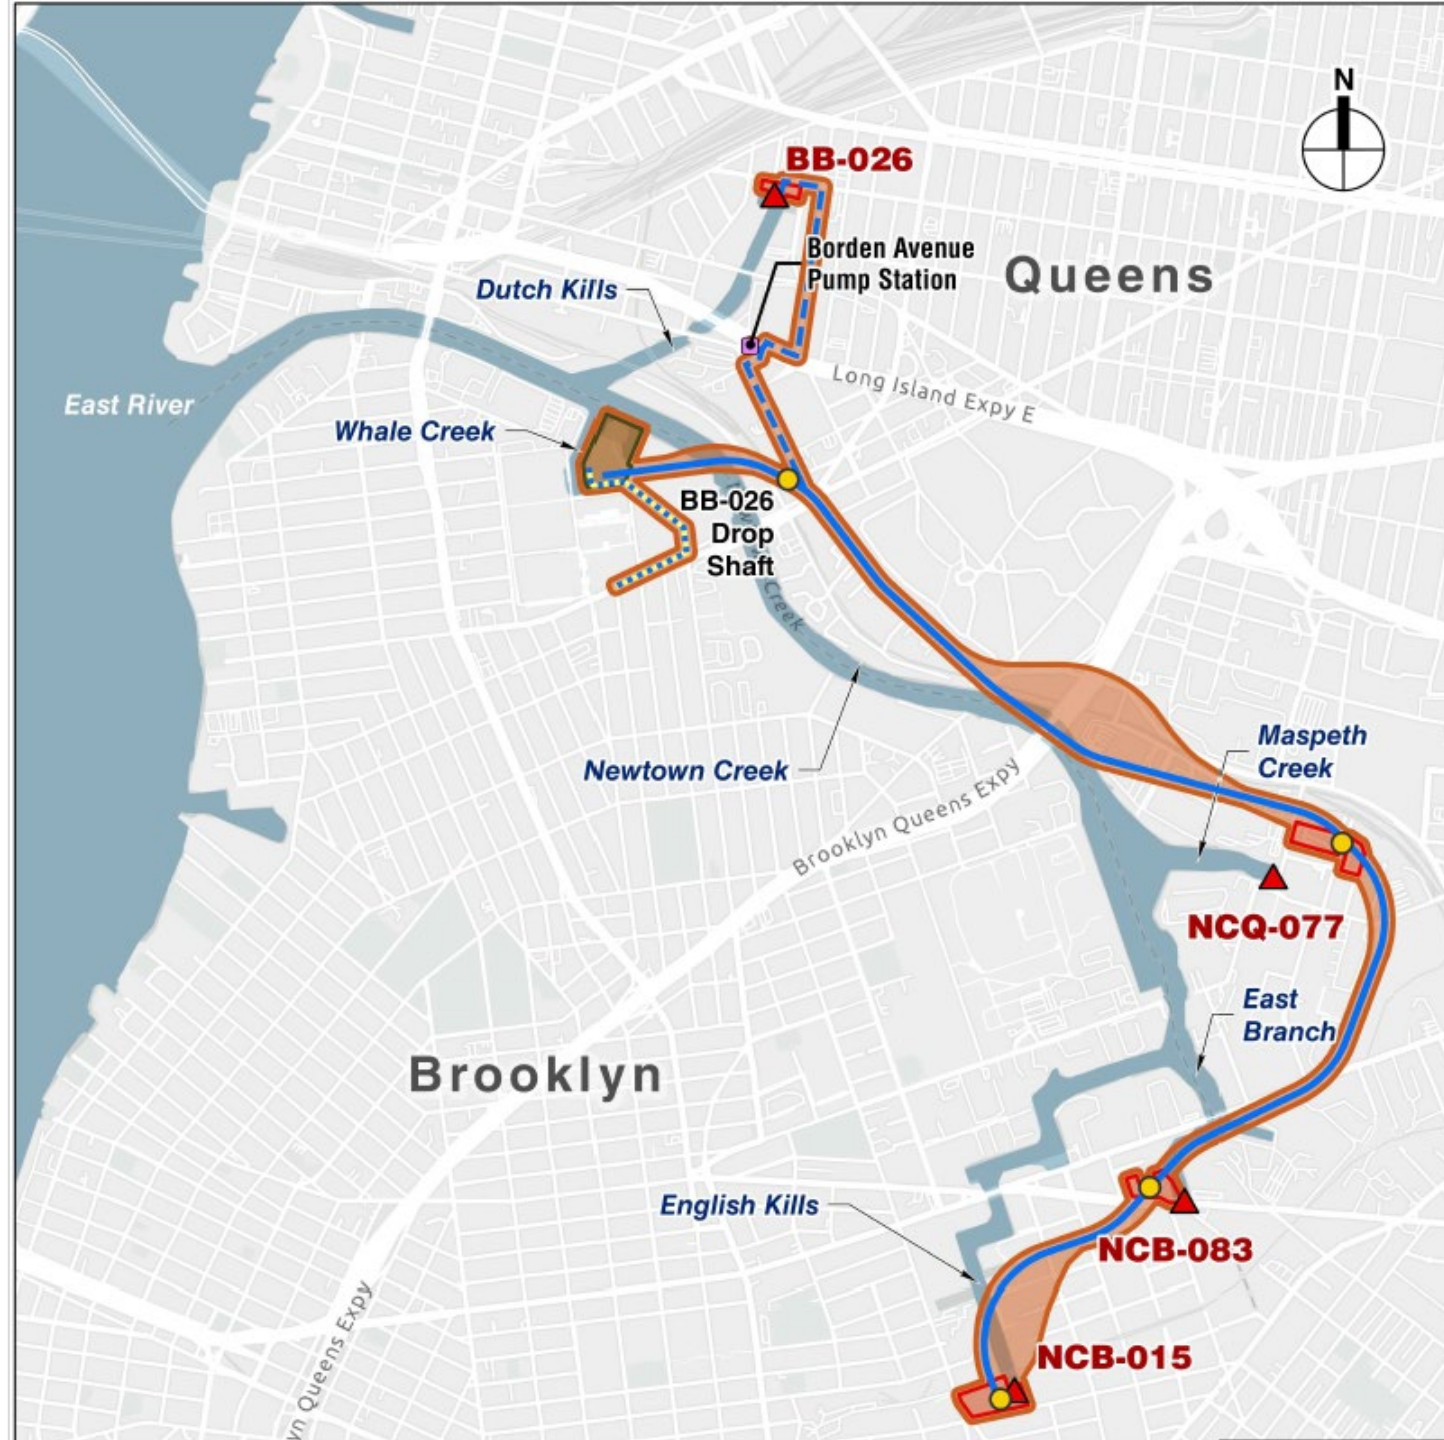 N
BB-026
Borden Avenue
Pump Station
Queens
Dutch Kills
Long Island Expy E
East River
Whale Creek
BB-026
Drop
Shaft
Creek
Newtown Creek
Maspeth
Creek
Brooklyn Queens Expy
NCQ-077
East
Branch
Brooklyn
English Kills
NCB-083
NCB-015
yn Queens Expy